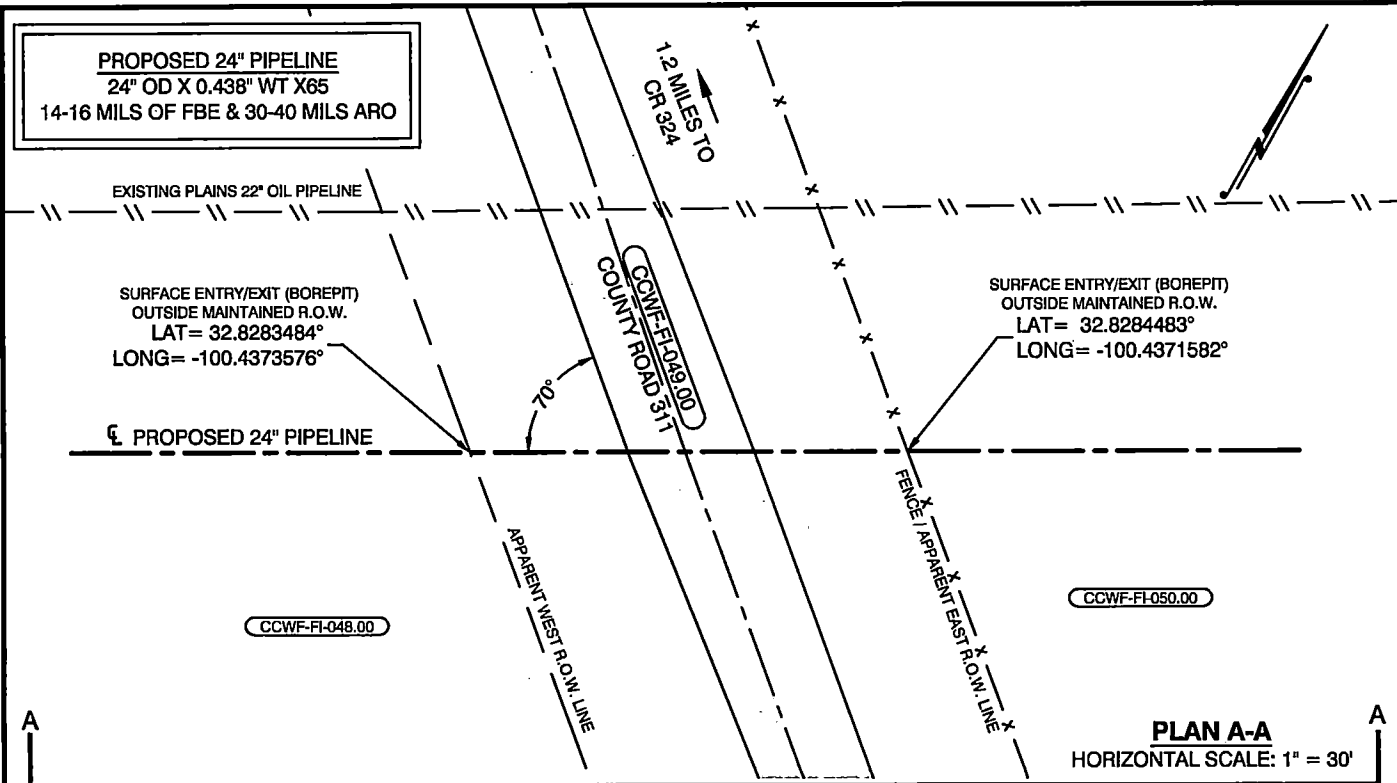 PROPOSED 24" PIPELINE
24" OD X 0.438" WT X65
14-16 MILS OF FBE & 30-40 MILS ARO
1.2 MILES TO
CR 324
N
EXISTING PLAINS 22" OIL PIPELINE
SURFACE ENTRY/EXIT (BOREPIT)
OUTSIDE MAINTAINED R.O.W.
LAT= 32.8283484°
LONG= -100.4373576°
CCWF-FI-049.00
COUNTY ROAD 311
SURFACE ENTRY/EXIT (BOREPIT)
OUTSIDE MAINTAINED R.O.W.
LAT= 32.8284483°
LONG= -100.4371582°
70°
℄ PROPOSED 24" PIPELINE
APPARENT WEST R.O.W. LINE
FENCE / APPARENT EAST R.O.W. LINE
CCWF-FI-048.00
CCWF-FI-050.00
A
A
PLAN A-A
HORIZONTAL SCALE: 1" = 30'